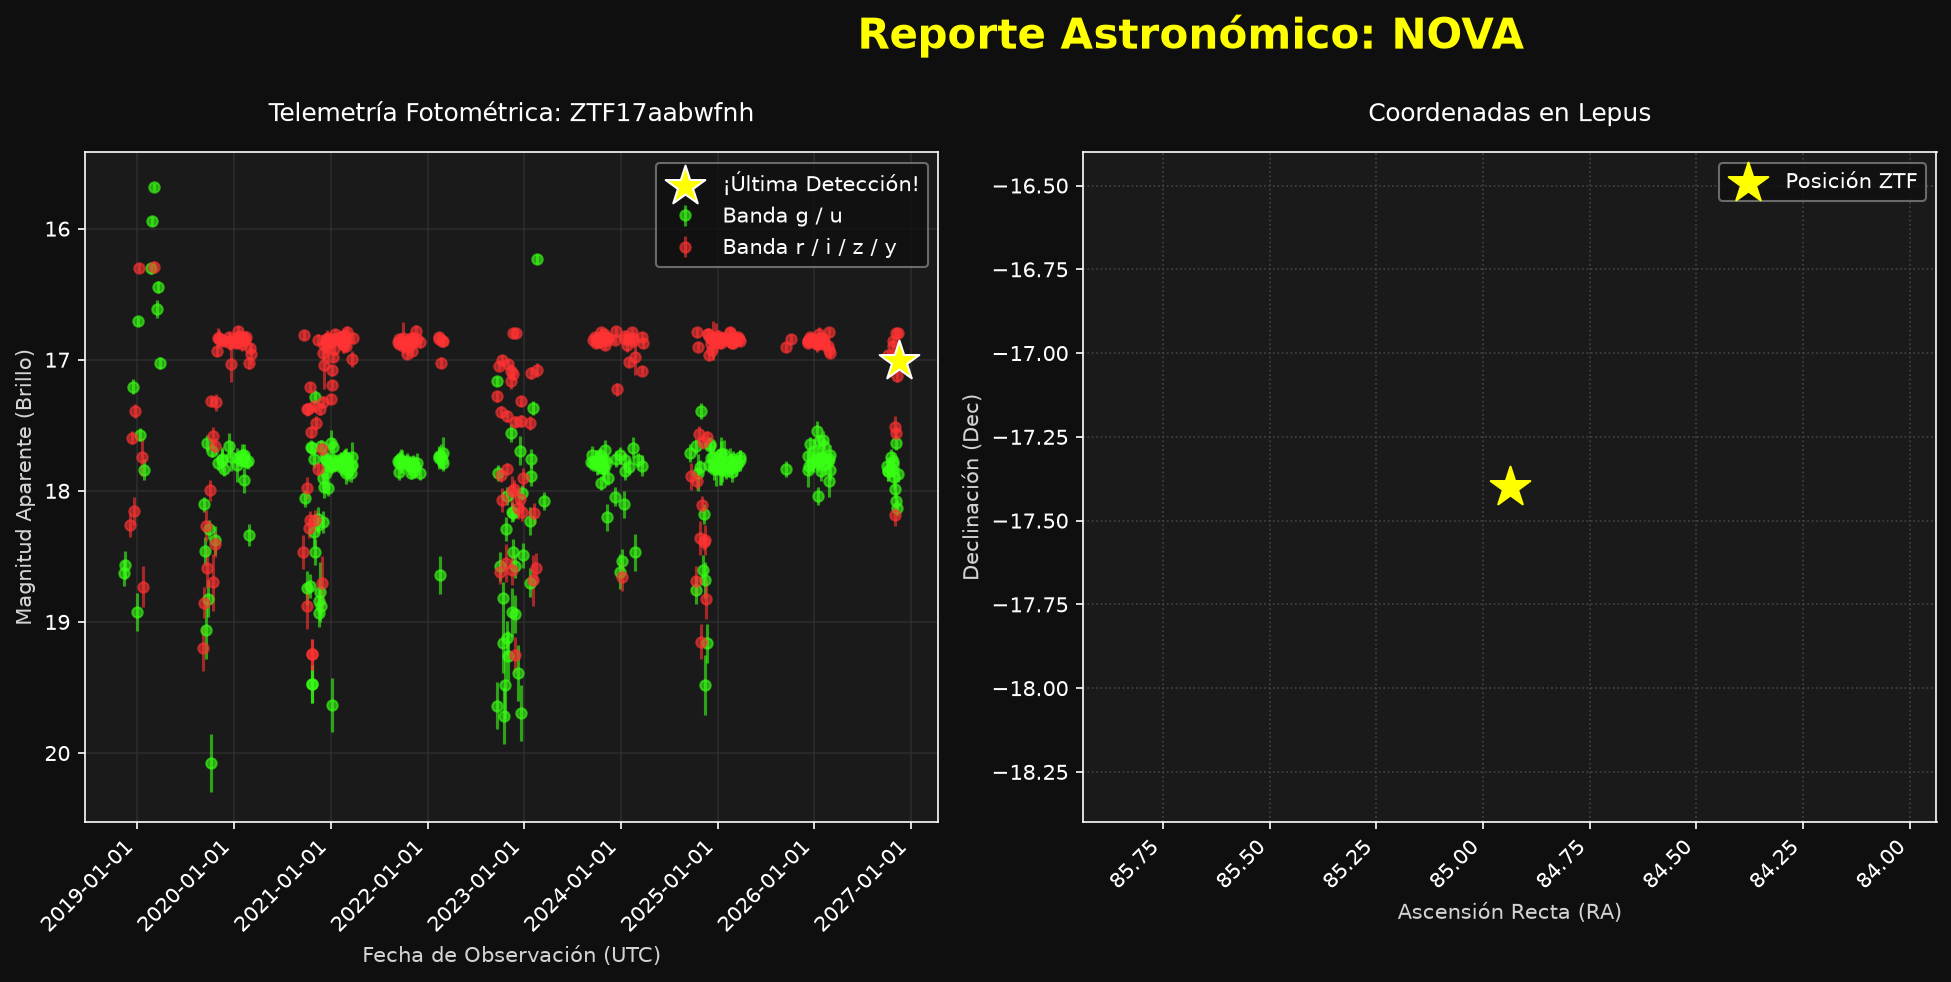 Reporte Astronómico: NOVA
Telemetría Fotométrica: ZTF17aabwfnh
¡Última Detección!
Banda g / u
Banda r / i / z / y
Magnitud Aparente (Brillo)
16
17
18
19
20
2019-01-01
2020-01-01
2021-01-01
2022-01-01
2023-01-01
2024-01-01
2025-01-01
2026-01-01
2027-01-01
Fecha de Observación (UTC)
Coordenadas en Lepus
Posición ZTF
Declinación (Dec)
−16.50
−16.75
−17.00
−17.25
−17.50
−17.75
−18.00
−18.25
85.75
85.50
85.25
85.00
84.75
84.50
84.25
84.00
Ascensión Recta (RA)